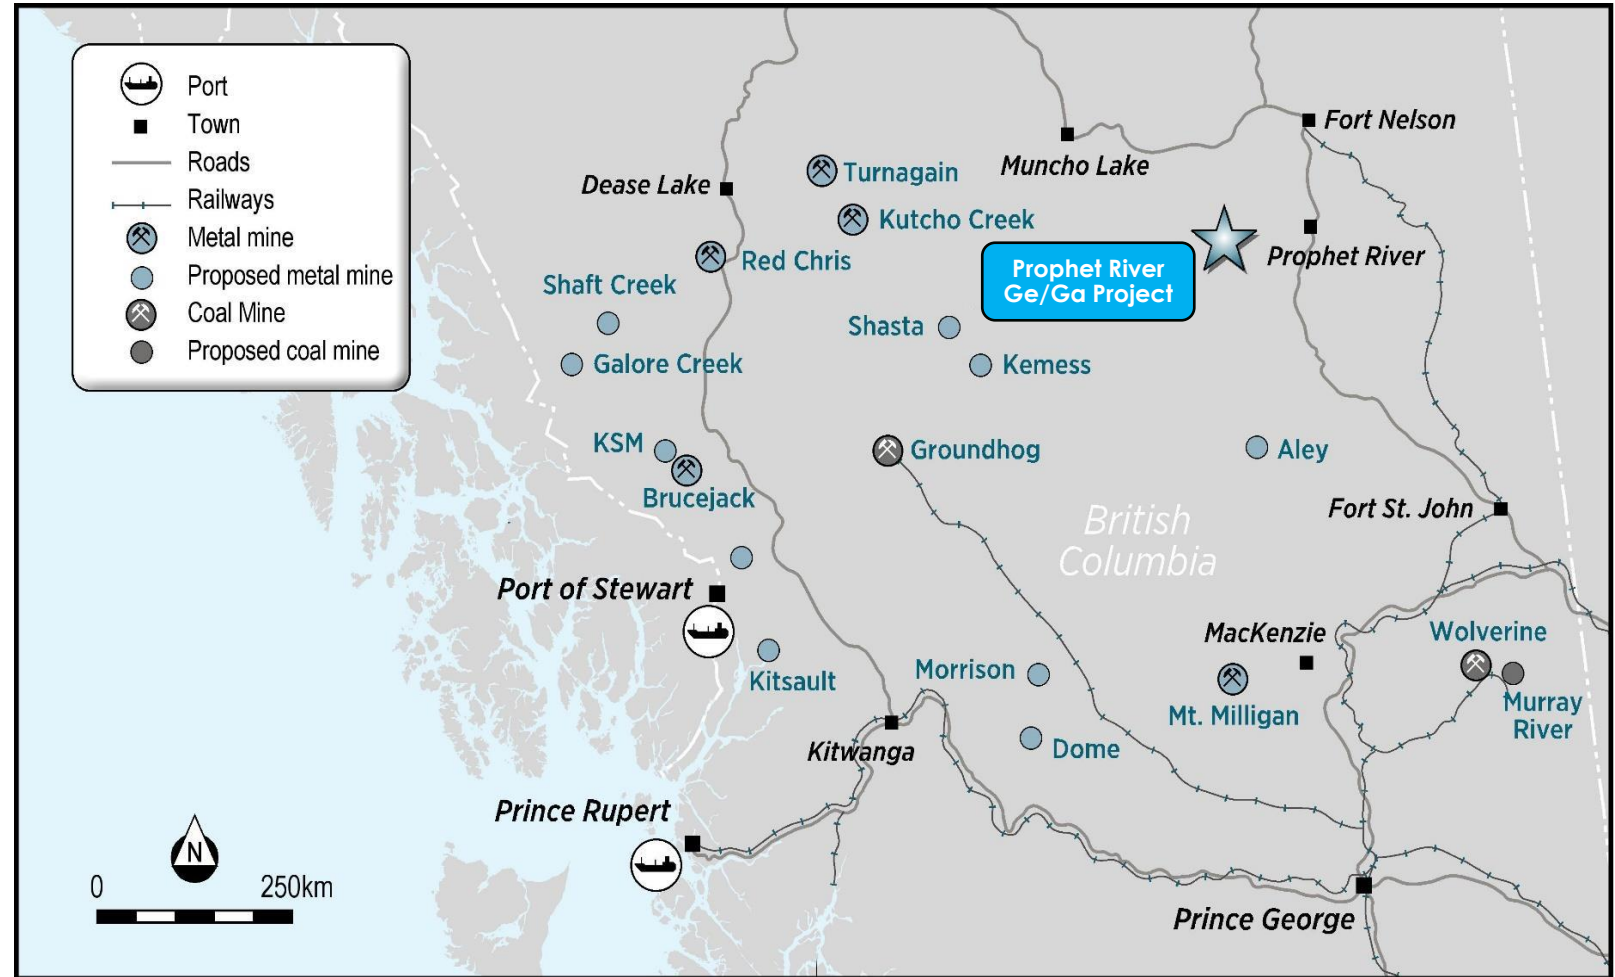 Port
Town
Roads
Railways
Metal mine
Proposed metal mine
Coal Mine
Proposed coal mine
Fort Nelson
Muncho Lake
Dease Lake
Turnagain
Kutcho Creek
Prophet River
Red Chris
Prophet River
Ge/Ga Project
Shaft Creek
Shasta
Galore Creek
Kemess
KSM
Groundhog
Aley
Brucejack
Fort St. John
British
Columbia
Port of Stewart
MacKenzie
Wolverine
Kitsault
Morrison
Mt. Milligan
Murray
River
Kitwanga
Dome
Prince Rupert
N
0
250km
Prince George